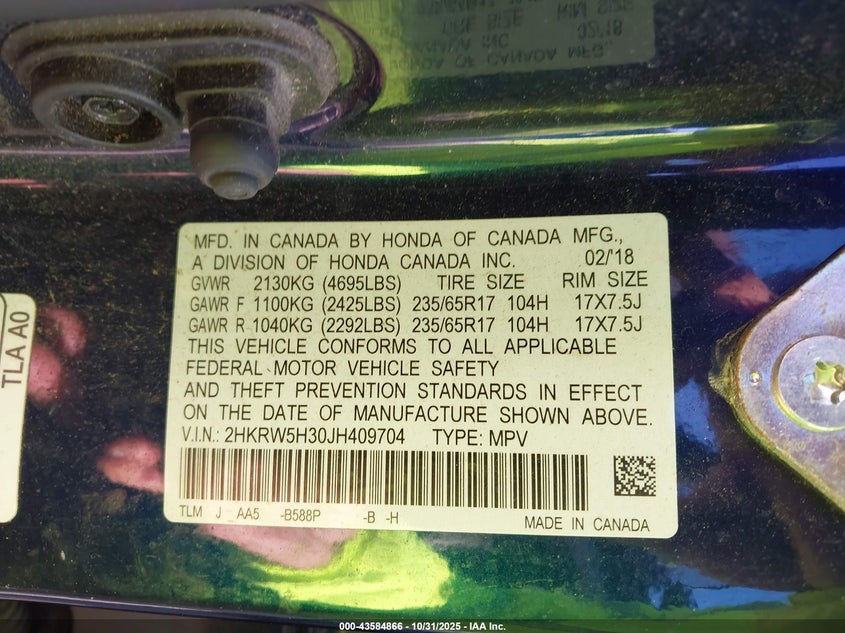 MFD. IN CANADA BY HONDA OF CANADA MFG.,
A DIVISION OF HONDA CANADA INC. 02/'18
GVWR 2130KG (4695LBS) TIRE SIZE RIM SIZE
GAWR F 1100KG (2425LBS) 235/65R17 104H 17X7.5J
GAWR R 1040KG (2292LBS) 235/65R17 104H 17X7.5J
THIS VEHICLE CONFORMS TO ALL APPLICABLE
FEDERAL MOTOR VEHICLE SAFETY
AND THEFT PREVENTION STANDARDS IN EFFECT
ON THE DATE OF MANUFACTURE SHOWN ABOVE.
V.I.N.: 2HKRW5H30JH409704 TYPE: MPV
TLM J AA5 -B588P -B -H
MADE IN CANADA
TLA A0
000-43584866 - 10/31/2025 - IAA Inc.